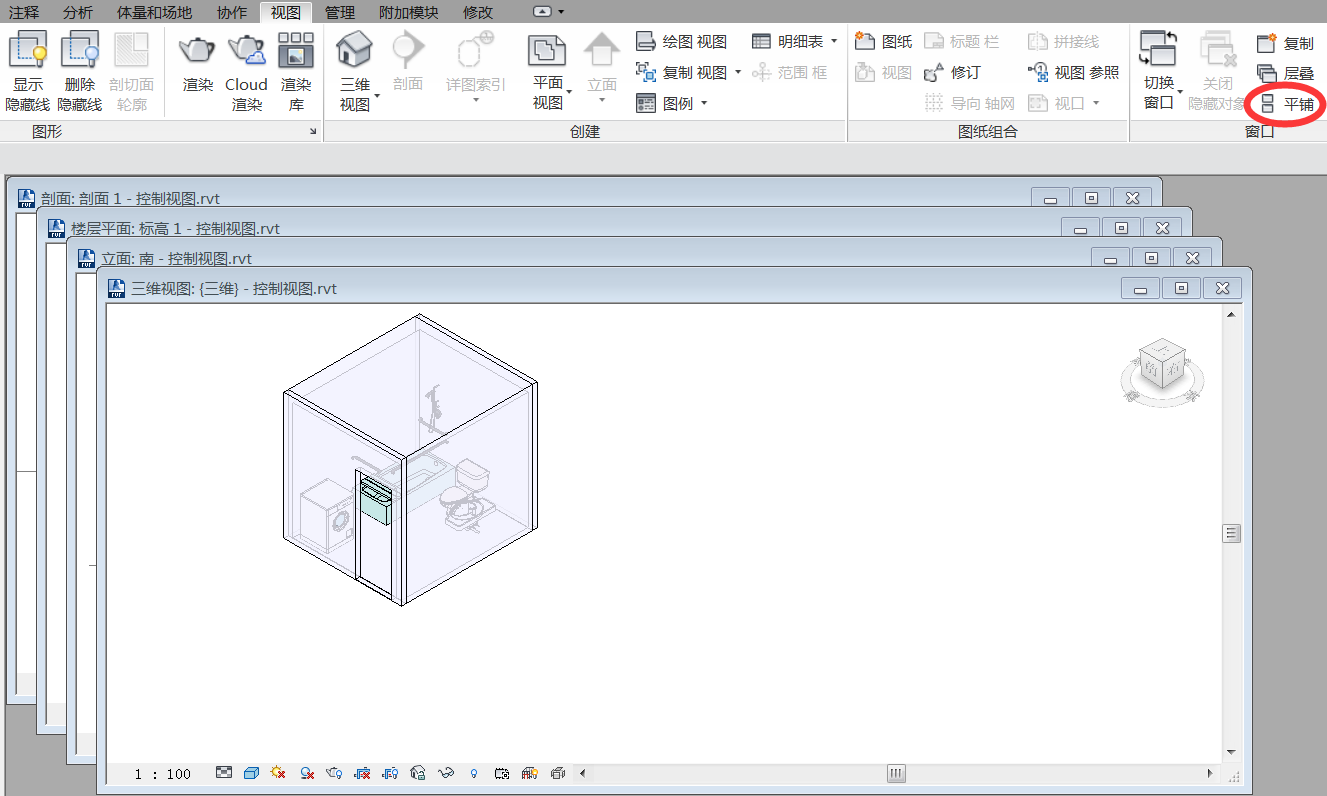 注释 分析 体量和场地 协作 视图 管理 附加模块 修改
显示 隐藏线
删除 隐藏线
剖切面 轮廓
渲染
Cloud 渲染
渲染 库
图形
三维 视图
剖面
详图索引
平面 视图
立面
绘图 视图
复制 视图
图例
明细表
范围 框
创建
图纸
视图
标题 栏
修订
导向 轴网
拼接线
视图 参照
视口
图纸组合
切换 窗口
关闭 隐藏对象
复制
层叠
平铺
窗口
剖面: 剖面 1 - 控制视图.rvt
楼层平面: 标高 1 - 控制视图.rvt
立面: 南 - 控制视图.rvt
三维视图: {三维} - 控制视图.rvt
上
南 右
1 : 100